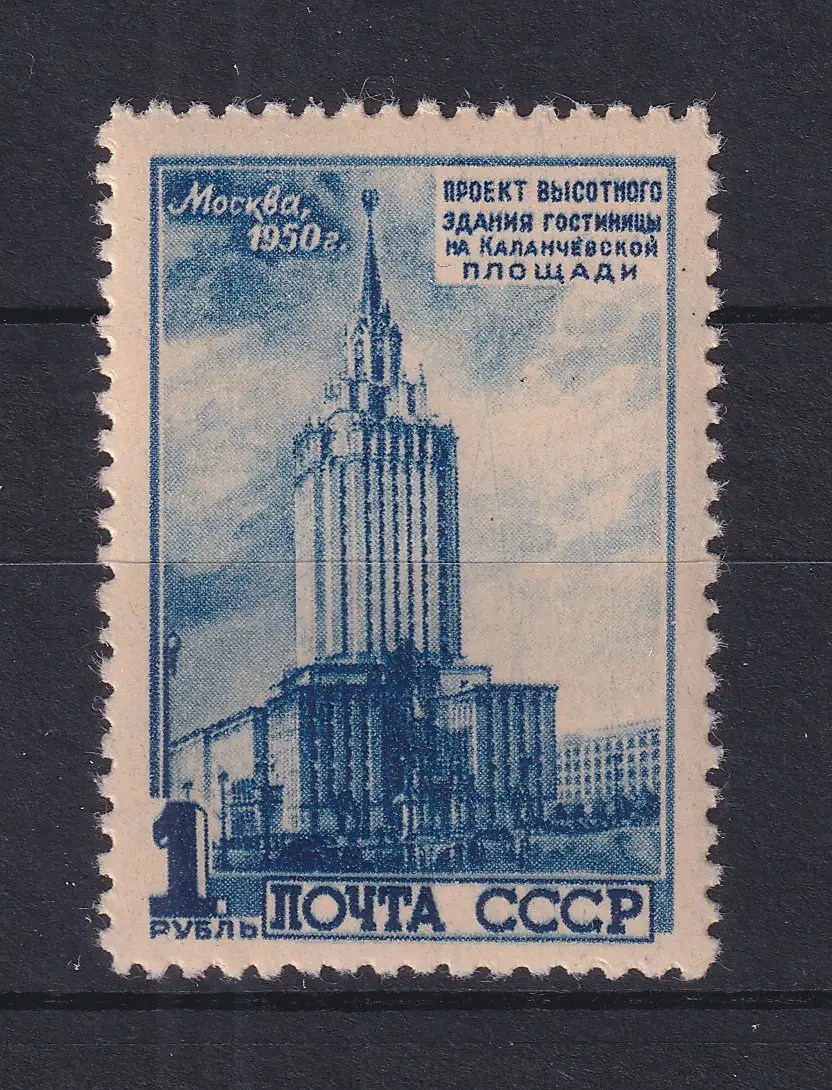 Москва,
1950г.
ПРОЕКТ ВЫСОТНОГО
ЗДАНИЯ ГОСТИНИЦЫ
НА КАЛАНЧЁВСКОЙ
ПЛОЩАДИ
1
РУБЛЬ
ПОЧТА СССР